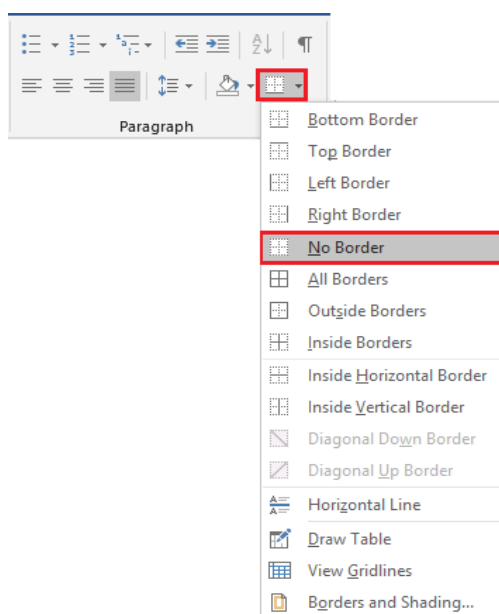 Paragraph
Bottom Border
Top Border
Left Border
Right Border
No Border
All Borders
Outside Borders
Inside Borders
Inside Horizontal Border
Inside Vertical Border
Diagonal Down Border
Diagonal Up Border
Horizontal Line
Draw Table
View Gridlines
Borders and Shading...